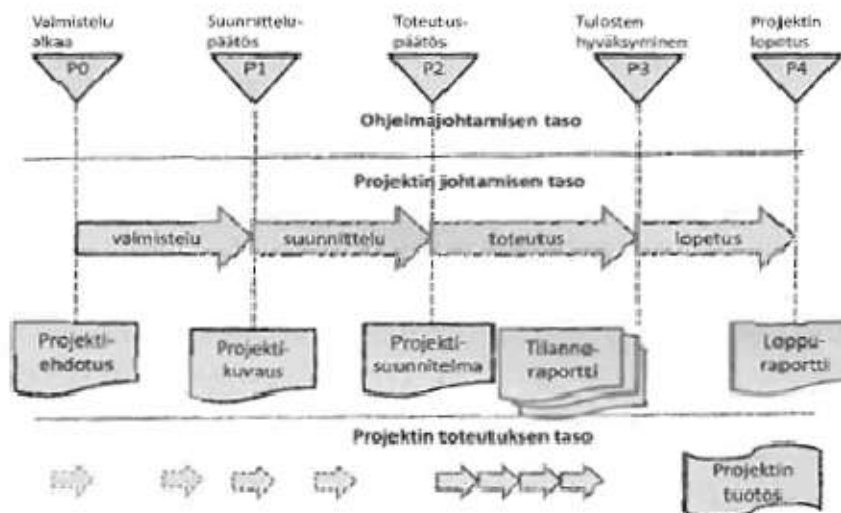 Valmistelu
alkaa
Suunnittelu-
päätös
Toteutus-
päätös
Tulosten
hyväksyminen
Projektin
lopetus
P0
P1
P2
P3
P4
Ohjelmajohtamisen taso
Projektin johtamisen taso
valmistelu
suunnittelu
toteutus
lopetus
Projekti-
ehdotus
Projekti-
kuvaus
Projekti-
suunnitelma
Tilanne-
raportti
Loppu-
raportti
Projektin toteutuksen taso
Projektin
tuotos